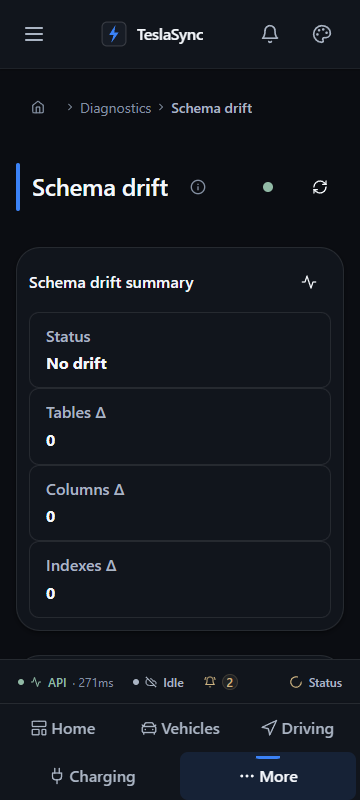 TeslaSync
Diagnostics Schema drift
Schema drift
Schema drift summary
Status
No drift
Tables Δ
0
Columns Δ
0
Indexes Δ
0
API · 271ms Idle 2 Status
Home Vehicles Driving
Charging More